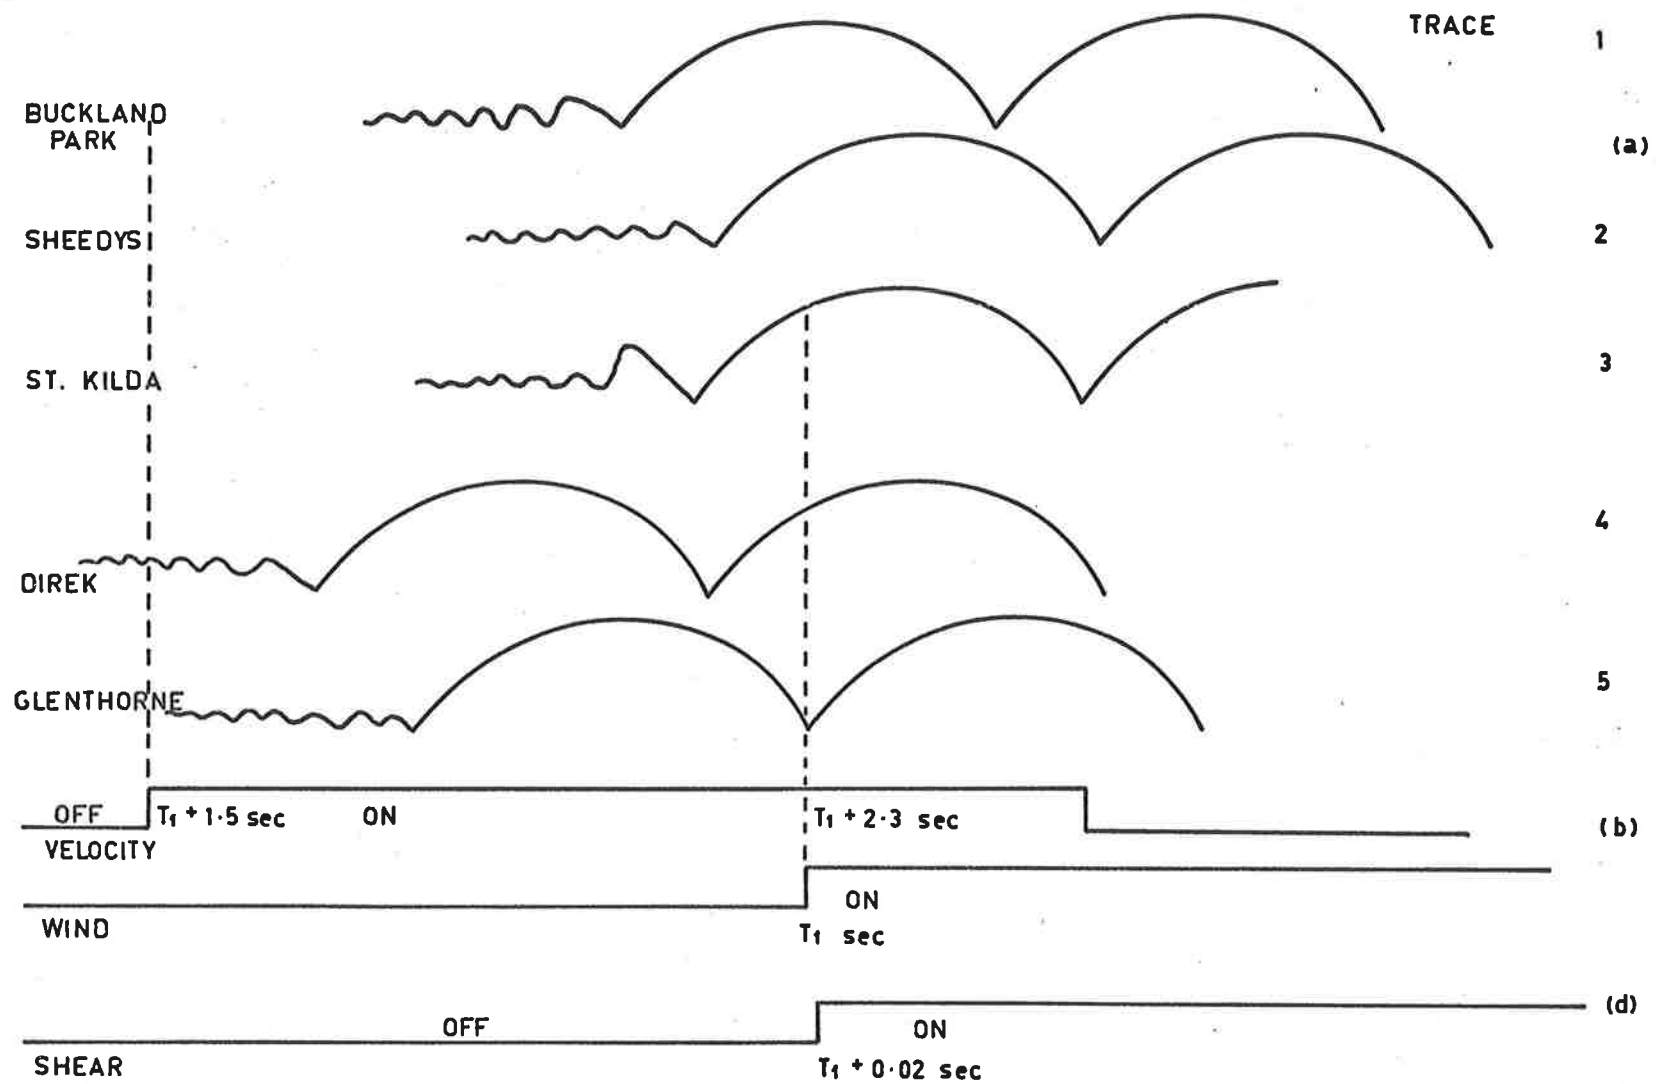 TRACE
1
BUCKLAND
PARK
(a)
SHEEDYS
2
ST. KILDA
3
4
DIREK
5
GLENTHORNE
OFF
T1 + 1.5 sec
ON
T1 + 2.3 sec
(b)
VELOCITY
ON
WIND
T1 sec
(d)
OFF
ON
SHEAR
T1 + 0.02 sec